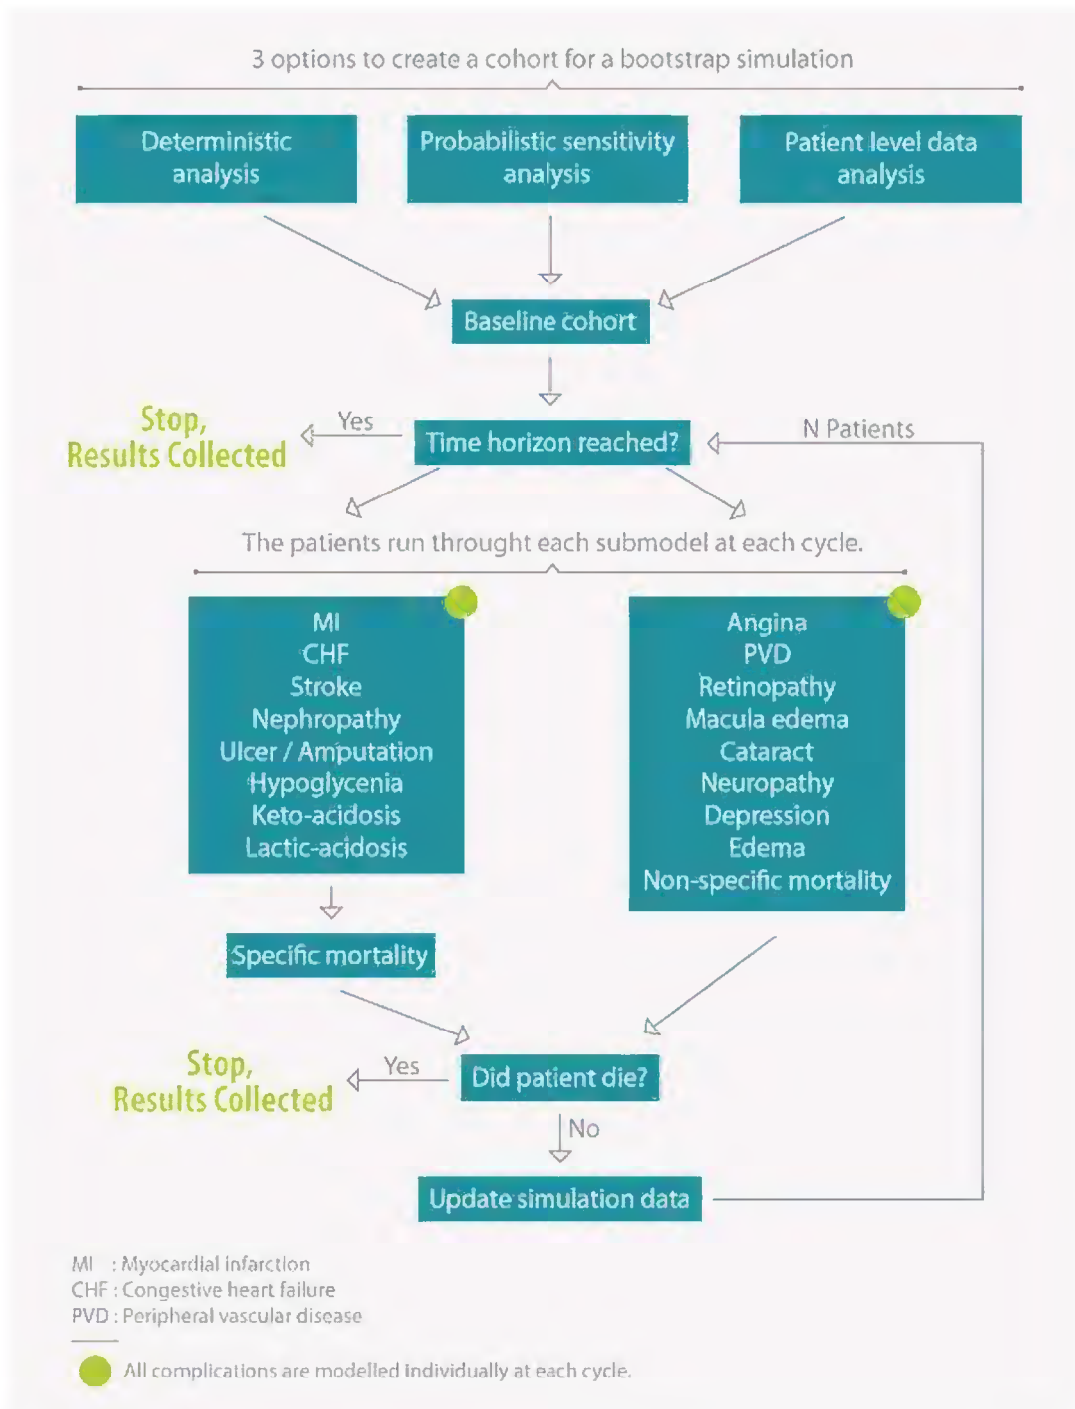 3 options to create a cohort for a bootstrap simulation
Deterministic
analysis
Probabilistic sensitivity
analysis
Patient level data
analysis
Baseline cohort
Stop,
Results Collected
Yes
Time horizon reached?
N Patients
The patients run throught each submodel at each cycle.
MI
CHF
Stroke
Nephropathy
Ulcer / Amputation
Hypoglycenia
Keto-acidosis
Lactic-acidosis
Angina
PVD
Retinopathy
Macula edema
Cataract
Neuropathy
Depression
Edema
Non-specific mortality
Specific mortality
Stop,
Results Collected
Yes
Did patient die?
No
Update simulation data
MI : Myocardial infarction
CHF : Congestive heart failure
PVD : Peripheral vascular disease
All complications are modelled individually at each cycle.